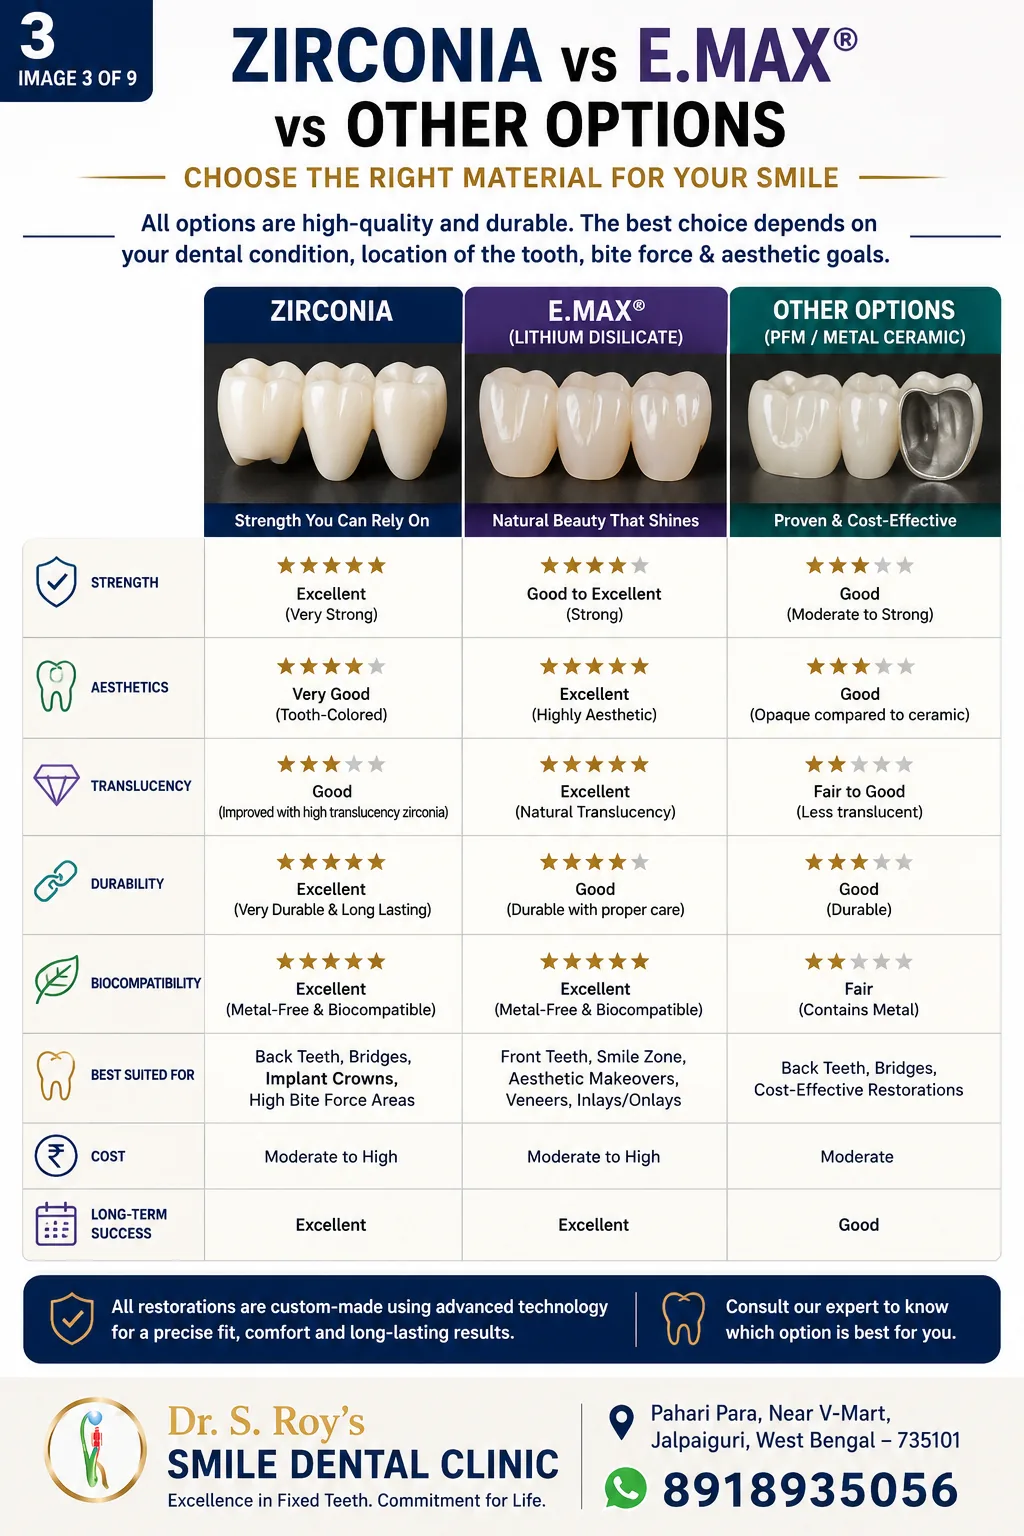 3
IMAGE 3 OF 9
ZIRCONIA vs E.MAX®
vs OTHER OPTIONS
CHOOSE THE RIGHT MATERIAL FOR YOUR SMILE
All options are high-quality and durable. The best choice depends on
your dental condition, location of the tooth, bite force & aesthetic goals.
ZIRCONIA
E.MAX®
(LITHIUM DISILICATE)
OTHER OPTIONS
(PFM / METAL CERAMIC)
Strength You Can Rely On
Natural Beauty That Shines
Proven & Cost-Effective
STRENGTH
Excellent
(Very Strong)
Good to Excellent
(Strong)
Good
(Moderate to Strong)
AESTHETICS
Very Good
(Tooth-Colored)
Excellent
(Highly Aesthetic)
Good
(Opaque compared to ceramic)
TRANSLUCENCY
Good
(Improved with high translucency zirconia)
Excellent
(Natural Translucency)
Fair to Good
(Less translucent)
DURABILITY
Excellent
(Very Durable & Long Lasting)
Good
(Durable with proper care)
Good
(Durable)
BIOCOMPATIBILITY
Excellent
(Metal-Free & Biocompatible)
Excellent
(Metal-Free & Biocompatible)
Fair
(Contains Metal)
BEST SUITED FOR
Back Teeth, Bridges,
Implant Crowns,
High Bite Force Areas
Front Teeth, Smile Zone,
Aesthetic Makeovers,
Veneers, Inlays/Onlays
Back Teeth, Bridges,
Cost-Effective Restorations
₹
COST
Moderate to High
Moderate to High
Moderate
LONG-TERM
SUCCESS
Excellent
Excellent
Good
All restorations are custom-made using advanced technology
for a precise fit, comfort and long-lasting results.
Consult our expert to know
which option is best for you.
Dr. S. Roy's
SMILE DENTAL CLINIC
Excellence in Fixed Teeth. Commitment for Life.
Pahari Para, Near V-Mart,
Jalpaiguri, West Bengal – 735101
8918935056